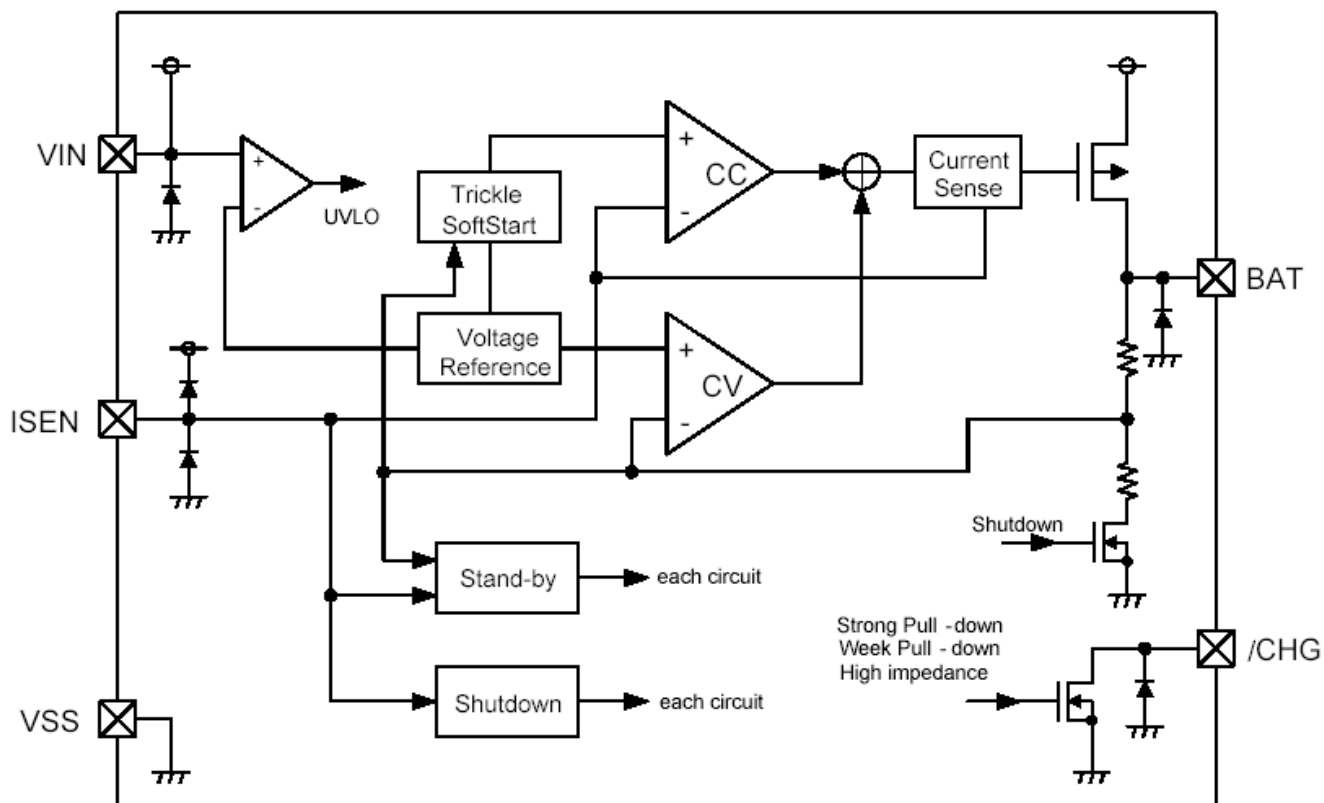 VIN
+
-
UVLO
Trickle
SoftStart
+
-
CC
Current
Sense
BAT
Voltage
Reference
+
-
CV
ISEN
Shutdown
Stand-by
each circuit
Strong Pull -down
Week Pull - down
High impedance
/CHG
VSS
Shutdown
each circuit